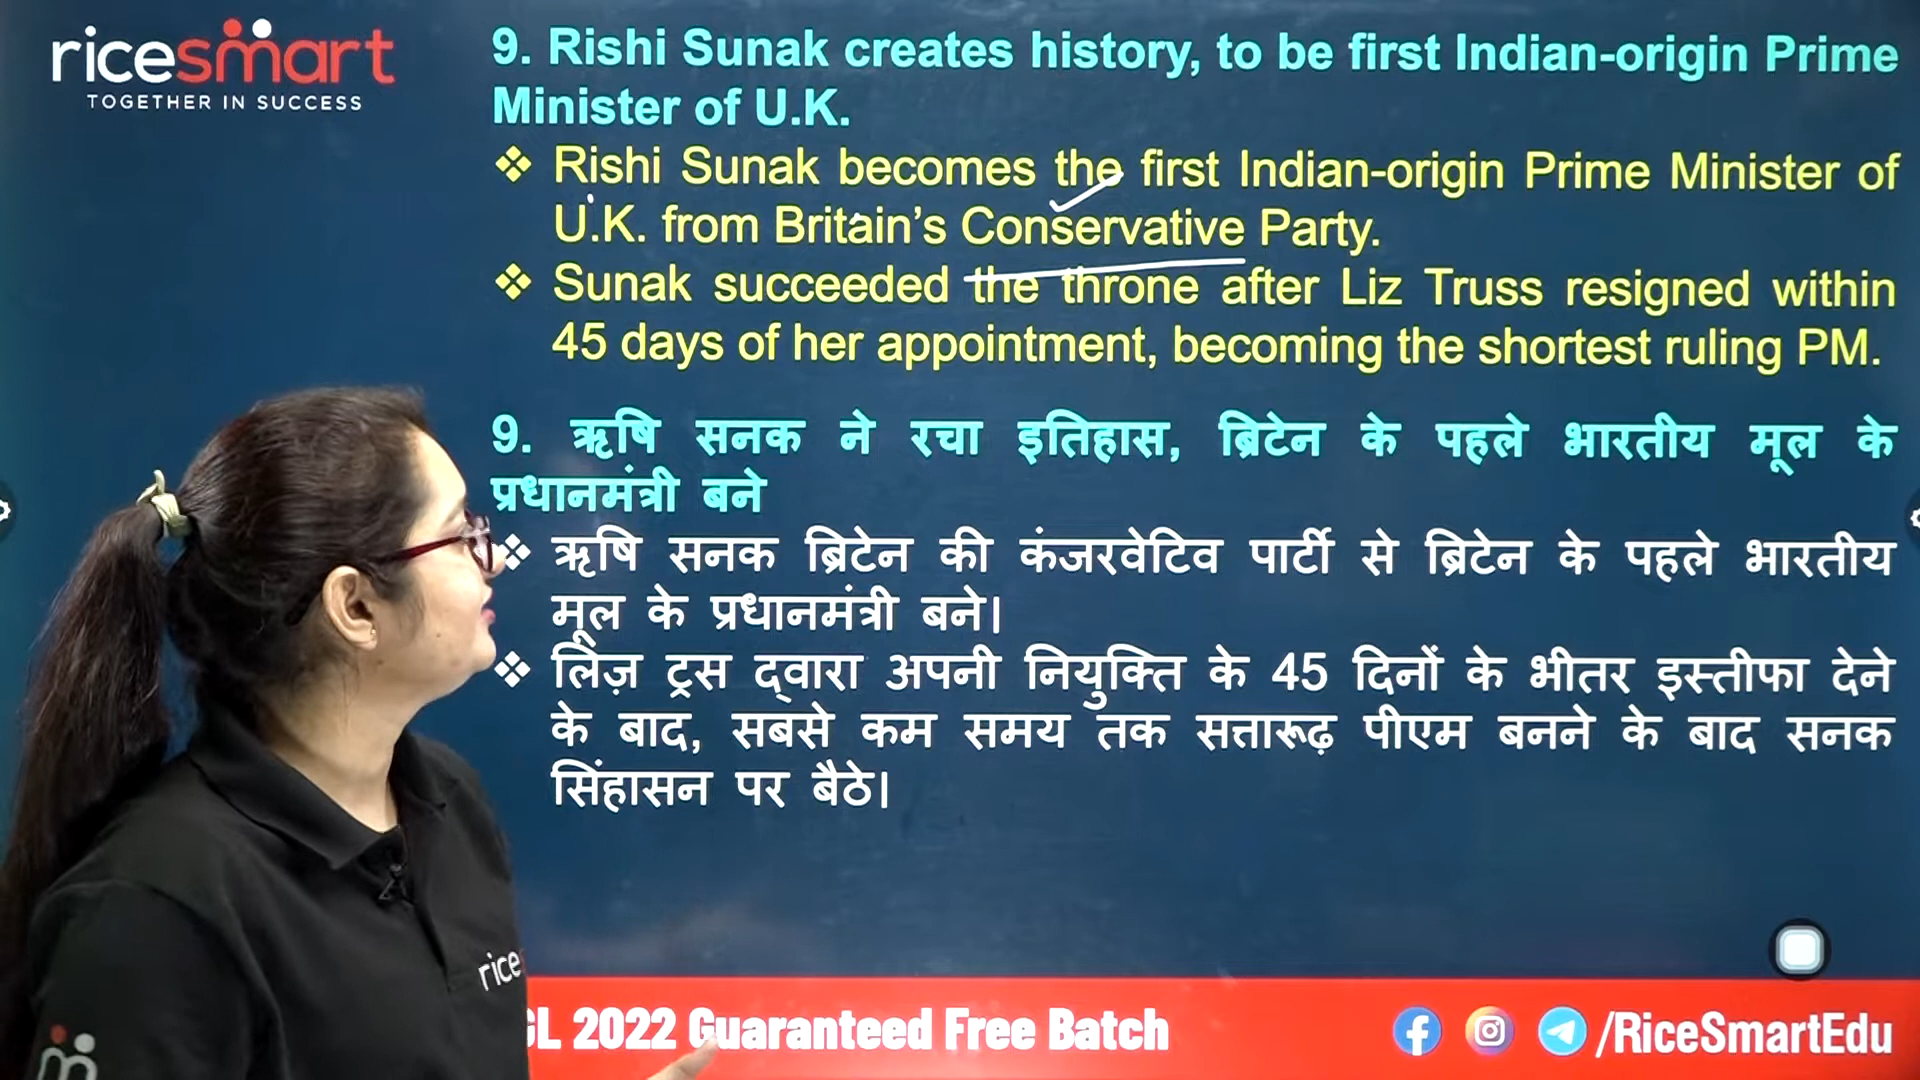 ricesmart
TOGETHER IN SUCCESS
9. Rishi Sunak creates history, to be first Indian-origin Prime
Minister of U.K.
❖ Rishi Sunak becomes the first Indian-origin Prime Minister of
U.K. from Britain’s Conservative Party.
❖ Sunak succeeded the throne after Liz Truss resigned within
45 days of her appointment, becoming the shortest ruling PM.
9. ऋषि सनक ने रचा इतिहास, ब्रिटेन के पहले भारतीय मूल के
प्रधानमंत्री बने
❖ ऋषि सनक ब्रिटेन की कंजरवेटिव पार्टी से ब्रिटेन के पहले भारतीय
मूल के प्रधानमंत्री बने।
❖ लिज़ ट्रस द्वारा अपनी नियुक्ति के 45 दिनों के भीतर इस्तीफा देने
के बाद, सबसे कम समय तक सत्तारूढ़ पीएम बनने के बाद सनक
सिंहासन पर बैठे।
rice
GL 2022 Guaranteed Free Batch
/RiceSmartEdu